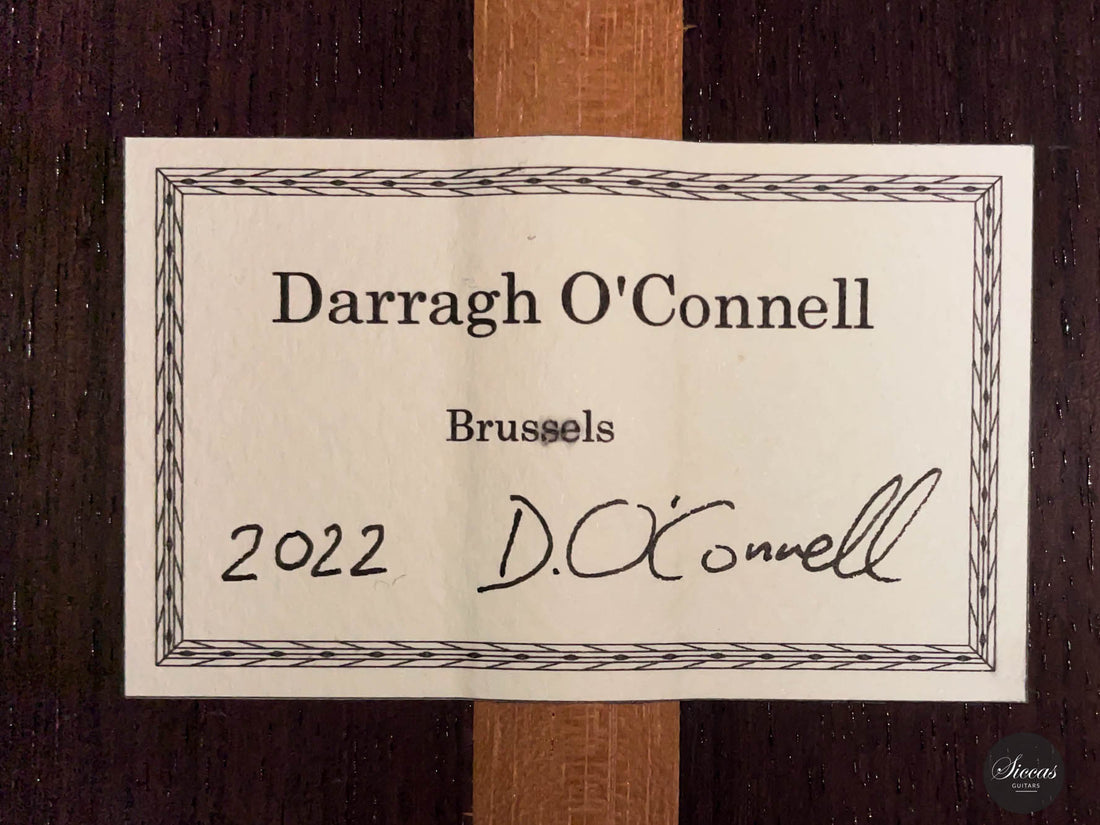 Darragh O'Connell
Brussels
2022 D.O'Connell
Siccas
GUITARS